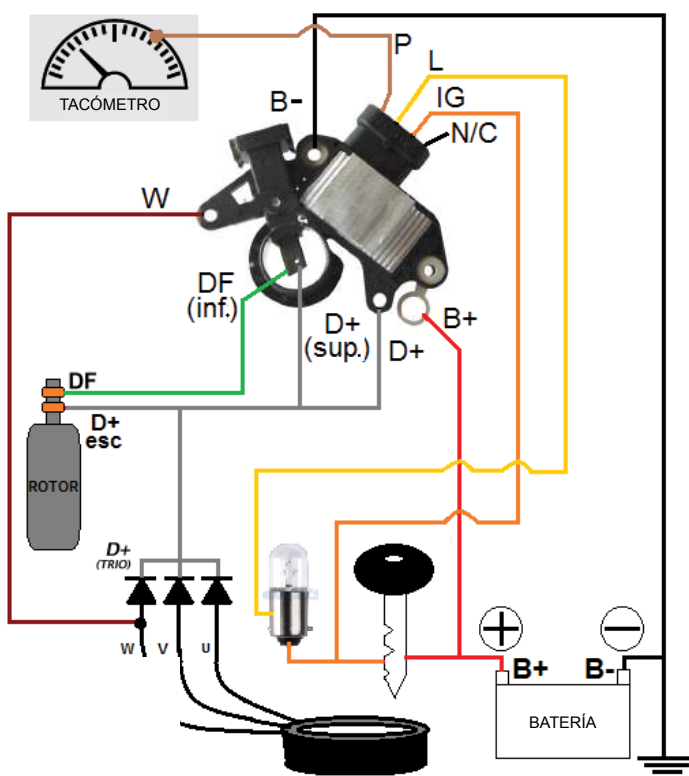 TACÓMETRO
P
L
IG
N/C
B-
W
DF
(inf.)
D+
(sup.)
D+
B+
DF
D+
esc
ROTOR
D+
(TRIO)
W
V
U
B+
B-
BATERÍA